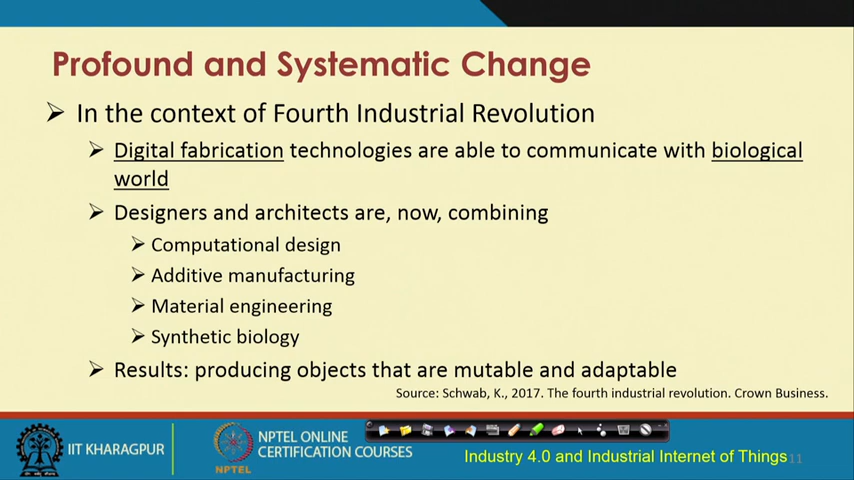 Profound and Systematic Change
In the context of Fourth Industrial Revolution
Digital fabrication technologies are able to communicate with biological
world
Designers and architects are, now, combining
Computational design
Additive manufacturing
Material engineering
Synthetic biology
Results: producing objects that are mutable and adaptable
Source: Schwab, K., 2017. The fourth industrial revolution. Crown Business.
IIT KHARAGPUR
NPTEL
NPTEL ONLINE
CERTIFICATION COURSES
Industry 4.0 and Industrial Internet of Things
11